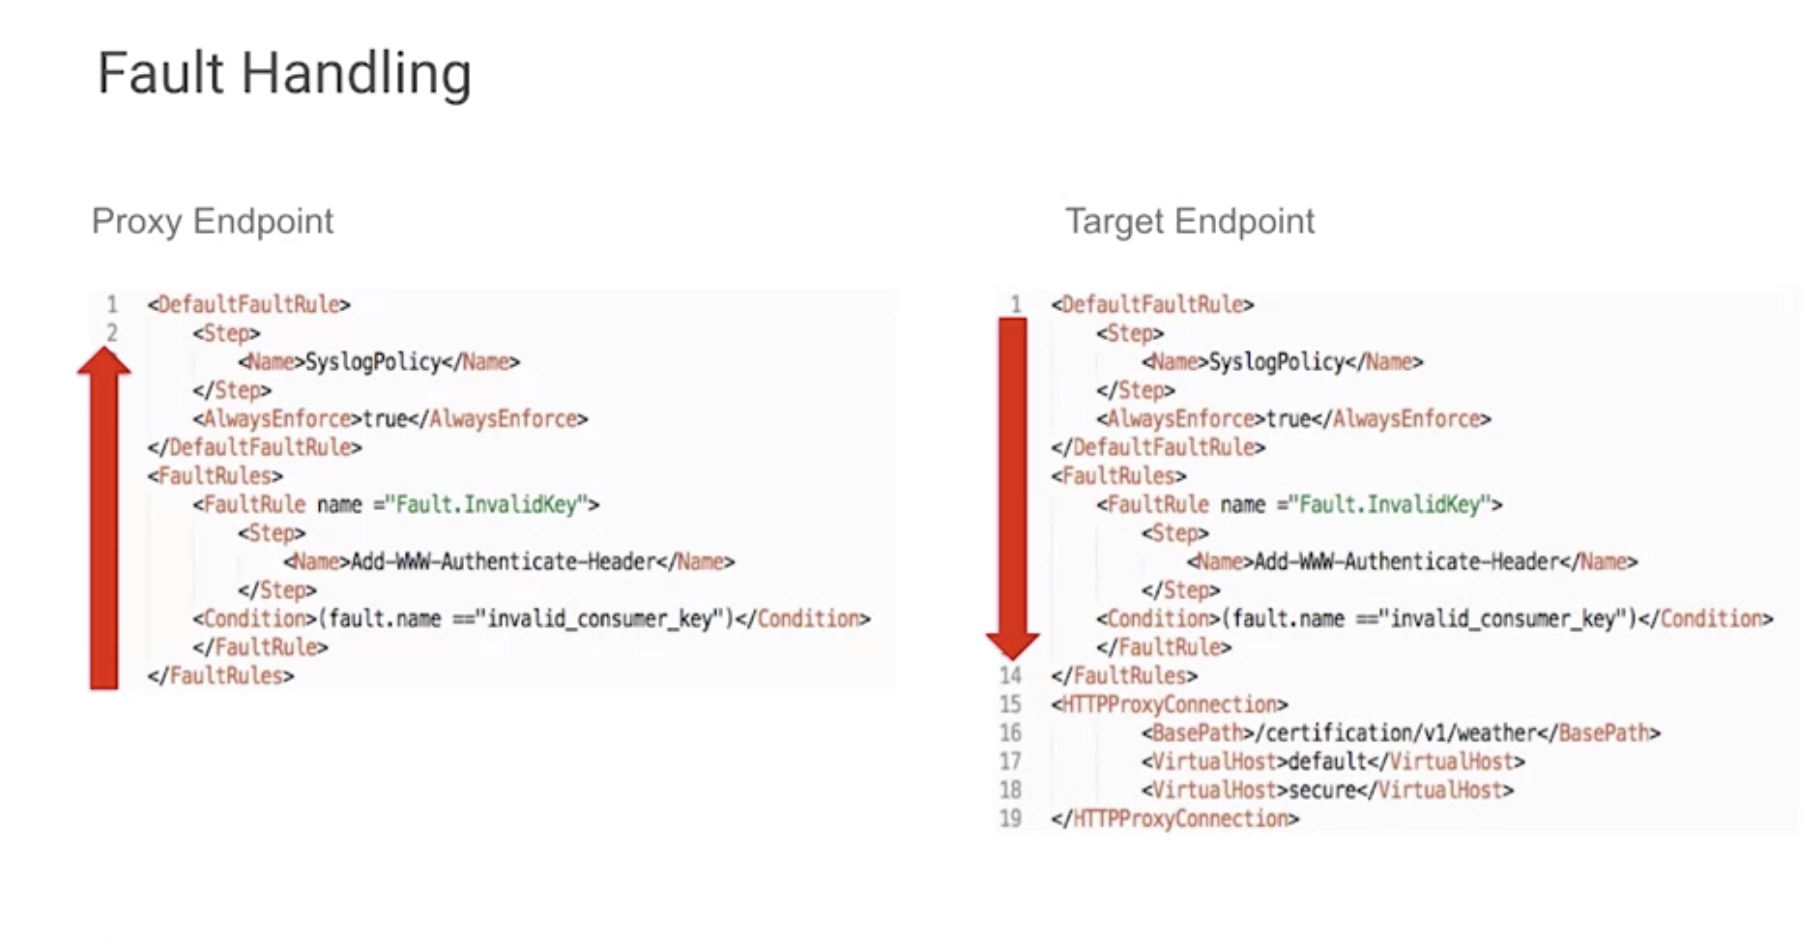 Fault Handling
Proxy Endpoint
1 <DefaultFaultRule>
2 <Step>
<Name>SyslogPolicy</Name>
</Step>
<AlwaysEnforce>true</AlwaysEnforce>
</DefaultFaultRule>
<FaultRules>
<FaultRule name ="Fault.InvalidKey">
<Step>
<Name>Add-WWW-Authenticate-Header</Name>
</Step>
<Condition>(fault.name =="invalid_consumer_key")</Condition>
</FaultRule>
</FaultRules>
Target Endpoint
1 <DefaultFaultRule>
<Step>
<Name>SyslogPolicy</Name>
</Step>
<AlwaysEnforce>true</AlwaysEnforce>
</DefaultFaultRule>
<FaultRules>
<FaultRule name ="Fault.InvalidKey">
<Step>
<Name>Add-WWW-Authenticate-Header</Name>
</Step>
<Condition>(fault.name =="invalid_consumer_key")</Condition>
</FaultRule>
14 </FaultRules>
15 <HTTPProxyConnection>
16 <BasePath>/certification/v1/weather</BasePath>
17 <VirtualHost>default</VirtualHost>
18 <VirtualHost>secure</VirtualHost>
19 </HTTPProxyConnection>